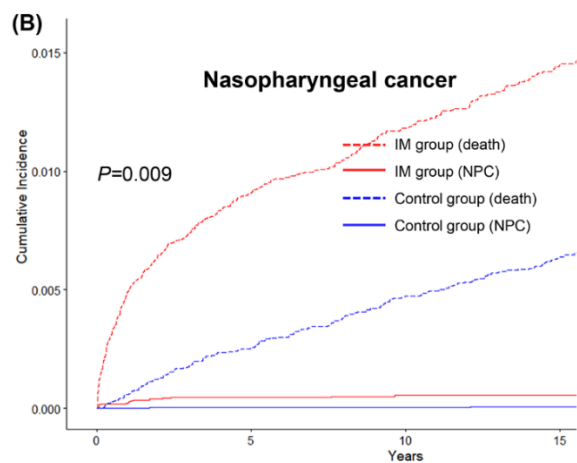 (B)
Nasopharyngeal cancer
P=0.009
IM group (death)
IM group (NPC)
Control group (death)
Control group (NPC)
Cumulative Incidence
0.015
0.010
0.005
0.000
0 5 10 15
Years